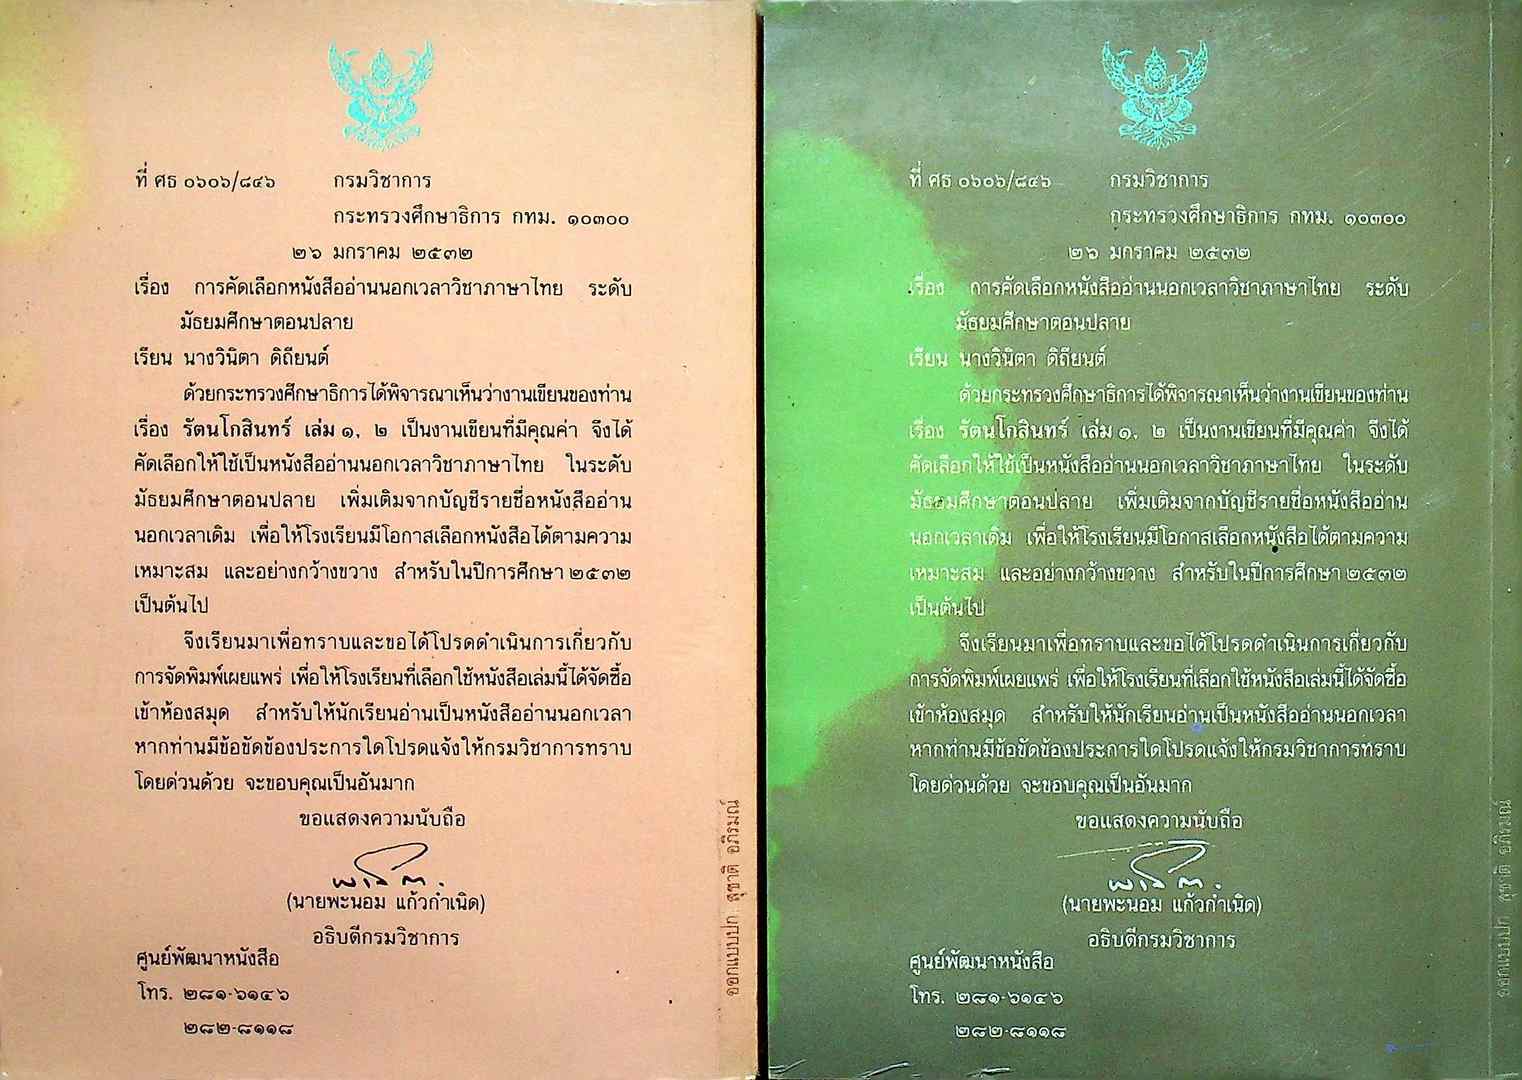 ที่ ศธ ๐๖๐๖/๘๔๖ กรมวิชาการ
กระทรวงศึกษาธิการ กทม. ๑๐๓๐๐
๒๖ มกราคม ๒๕๓๒
เรื่อง การคัดเลือกหนังสืออ่านนอกเวลาวิชาภาษาไทย ระดับ
มัธยมศึกษาตอนปลาย
เรียน นางวินิตา ดิถียนต์
ด้วยกระทรวงศึกษาธิการได้พิจารณาเห็นว่างานเขียนของท่าน
เรื่อง รัตนโกสินทร์ เล่ม ๑, ๒ เป็นงานเขียนที่มีคุณค่า จึงได้
คัดเลือกให้ใช้เป็นหนังสืออ่านนอกเวลาวิชาภาษาไทย ในระดับ
มัธยมศึกษาตอนปลาย เพิ่มเติมจากบัญชีรายชื่อหนังสืออ่าน
นอกเวลาเดิม เพื่อให้โรงเรียนมีโอกาสเลือกหนังสือได้ตามความ
เหมาะสม และอย่างกว้างขวาง สำหรับในปีการศึกษา ๒๕๓๒
เป็นต้นไป
จึงเรียนมาเพื่อทราบและขอได้โปรดดำเนินการเกี่ยวกับ
การจัดพิมพ์เผยแพร่ เพื่อให้โรงเรียนที่เลือกใช้หนังสือเล่มนี้ได้จัดซื้อ
เข้าห้องสมุด สำหรับให้นักเรียนอ่านเป็นหนังสืออ่านนอกเวลา
หากท่านมีข้อขัดข้องประการใดโปรดแจ้งให้กรมวิชาการทราบ
โดยด่วนด้วย จะขอบคุณเป็นอันมาก
ขอแสดงความนับถือ
(นายพะนอม แก้วกำเนิด)
อธิบดีกรมวิชาการ
ศูนย์พัฒนาหนังสือ
โทร. ๒๘๑-๖๑๔๖
๒๘๒-๘๑๑๘
ออกแบบปก สุชาติ อภิรมณ์
ที่ ศธ ๐๖๐๖/๘๔๖ กรมวิชาการ
กระทรวงศึกษาธิการ กทม. ๑๐๓๐๐
๒๖ มกราคม ๒๕๓๒
เรื่อง การคัดเลือกหนังสืออ่านนอกเวลาวิชาภาษาไทย ระดับ
มัธยมศึกษาตอนปลาย
เรียน นางวินิตา ดิถียนต์
ด้วยกระทรวงศึกษาธิการได้พิจารณาเห็นว่างานเขียนของท่าน
เรื่อง รัตนโกสินทร์ เล่ม ๑, ๒ เป็นงานเขียนที่มีคุณค่า จึงได้
คัดเลือกให้ใช้เป็นหนังสืออ่านนอกเวลาวิชาภาษาไทย ในระดับ
มัธยมศึกษาตอนปลาย เพิ่มเติมจากบัญชีรายชื่อหนังสืออ่าน
นอกเวลาเดิม เพื่อให้โรงเรียนมีโอกาสเลือกหนังสือได้ตามความ
เหมาะสม และอย่างกว้างขวาง สำหรับในปีการศึกษา ๒๕๓๒
เป็นต้นไป
จึงเรียนมาเพื่อทราบและขอได้โปรดดำเนินการเกี่ยวกับ
การจัดพิมพ์เผยแพร่ เพื่อให้โรงเรียนที่เลือกใช้หนังสือเล่มนี้ได้จัดซื้อ
เข้าห้องสมุด สำหรับให้นักเรียนอ่านเป็นหนังสืออ่านนอกเวลา
หากท่านมีข้อขัดข้องประการใดโปรดแจ้งให้กรมวิชาการทราบ
โดยด่วนด้วย จะขอบคุณเป็นอันมาก
ขอแสดงความนับถือ
(นายพะนอม แก้วกำเนิด)
อธิบดีกรมวิชาการ
ศูนย์พัฒนาหนังสือ
โทร. ๒๘๑-๖๑๔๖
๒๘๒-๘๑๑๘
ออกแบบปก สุชาติ อภิรมณ์